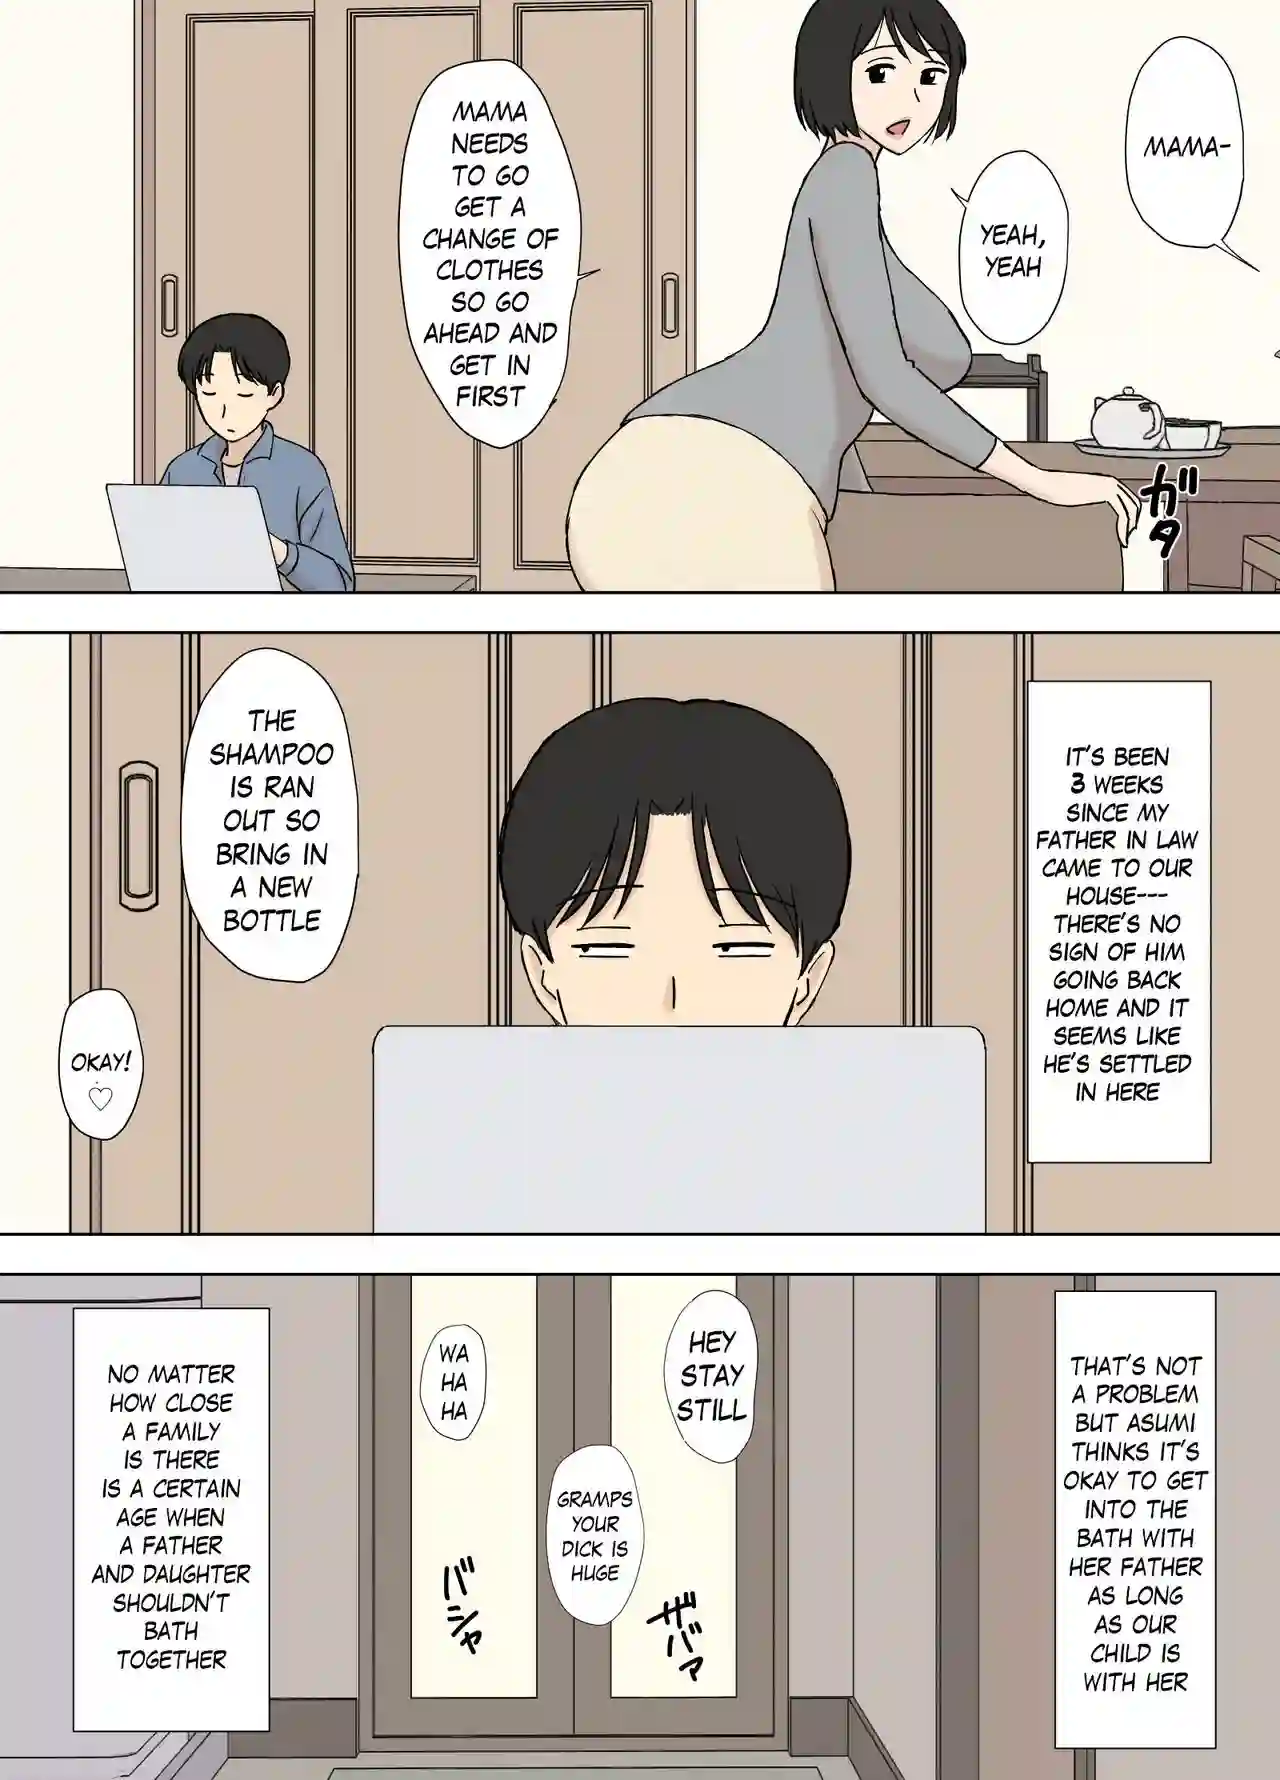 MAMA-
YEAH,
YEAH
ガタ
MAMA
NEEDS
TO GO
GET A
CHANGE OF
CLOTHES
SO GO
AHEAD AND
GET IN
FIRST
IT'S BEEN
3 WEEKS
SINCE MY
FATHER IN LAW
CAME TO OUR
HOUSE---
THERE'S NO
SIGN OF HIM
GOING BACK
HOME AND IT
SEEMS LIKE
HE'S SETTLED
IN HERE
THE
SHAMPOO
IS RAN
OUT SO
BRING IN
A NEW
BOTTLE
OKAY!
♡
THAT'S NOT
A PROBLEM
BUT ASUMI
THINKS IT'S
OKAY TO GET
INTO THE
BATH WITH
HER FATHER
AS LONG
AS OUR
CHILD IS
WITH HER
HEY
STAY
STILL
ザバァ
GRAMPS
YOUR
DICK IS
HUGE
WA
HA
HA
バシャ
NO MATTER
HOW CLOSE
A FAMILY
IS THERE
IS A CERTAIN
AGE WHEN
A FATHER
AND DAUGHTER
SHOULDN'T
BATH
TOGETHER